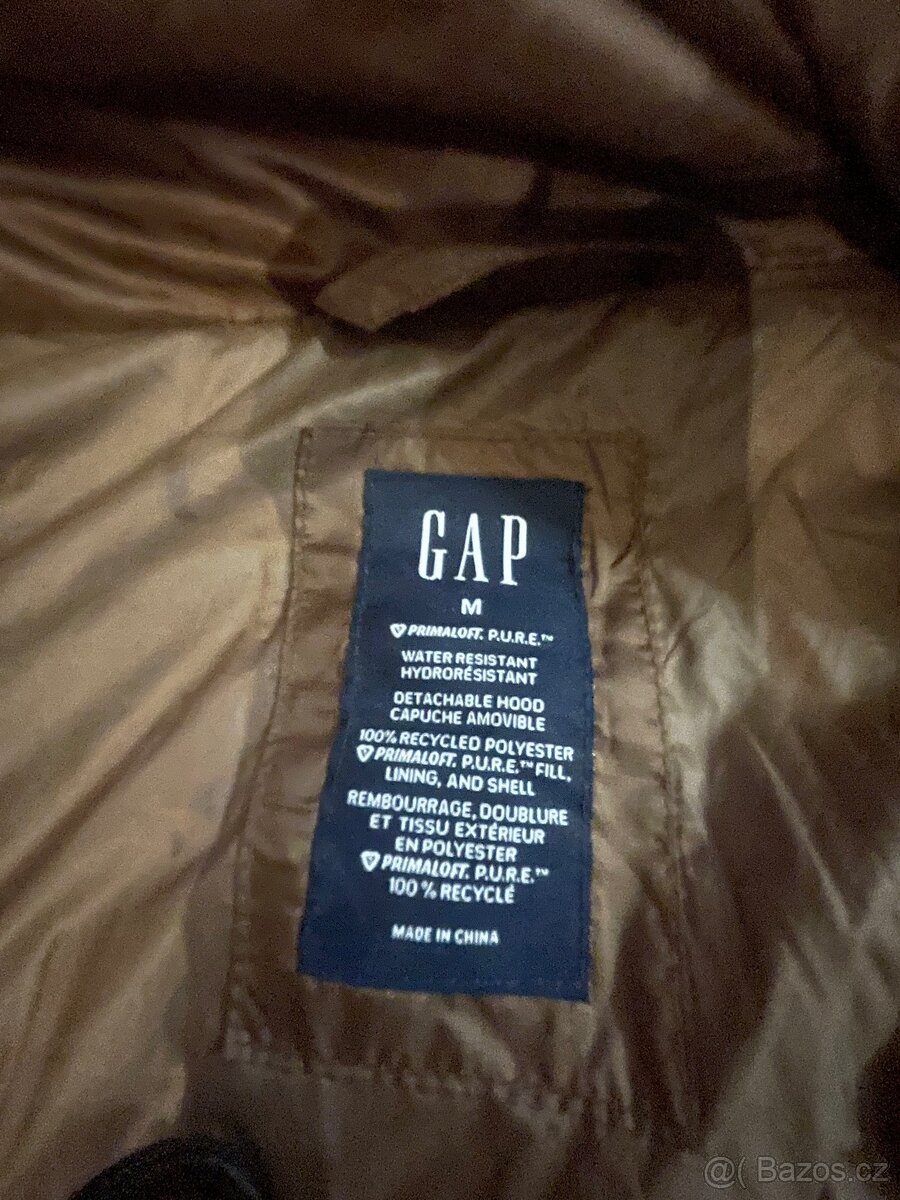 GAP
M
PRIMALOFT. P.U.R.E.™
WATER RESISTANT
HYDRORÉSISTANT
DETACHABLE HOOD
CAPUCHE AMOVIBLE
100% RECYCLED POLYESTER
PRIMALOFT. P.U.R.E.™ FILL,
LINING, AND SHELL
REMBOURRAGE, DOUBLURE
ET TISSU EXTÉRIEUR
EN POLYESTER
PRIMALOFT. P.U.R.E.™
100 % RECYCLÉ
MADE IN CHINA
@( Bazos.cz